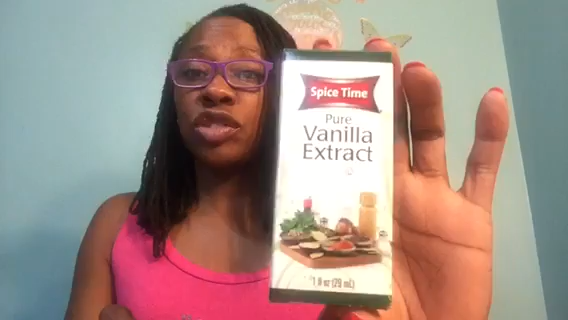 Spice Time
Pure
Vanilla
Extract
1 fl oz (29 mL)